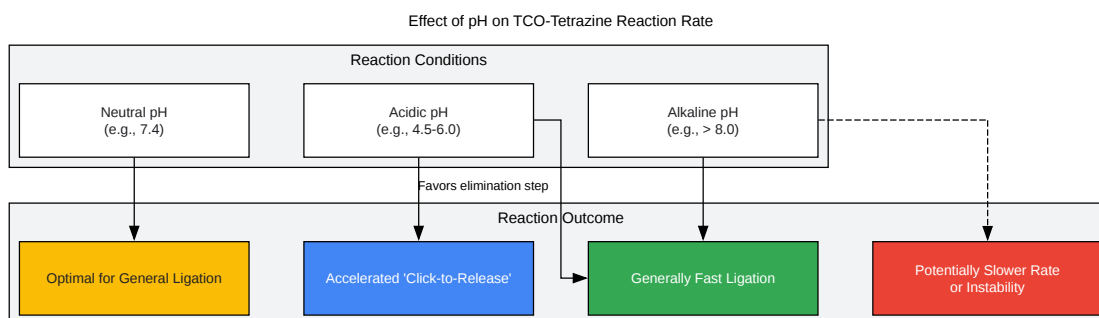 Effect of pH on TCO-Tetrazine Reaction Rate
Reaction Conditions
Neutral pH
(e.g., 7.4)
Acidic pH
(e.g., 4.5-6.0)
Alkaline pH
(e.g., > 8.0)
Favors elimination step
Reaction Outcome
Optimal for General Ligation
Accelerated 'Click-to-Release'
Generally Fast Ligation
Potentially Slower Rate
or Instability